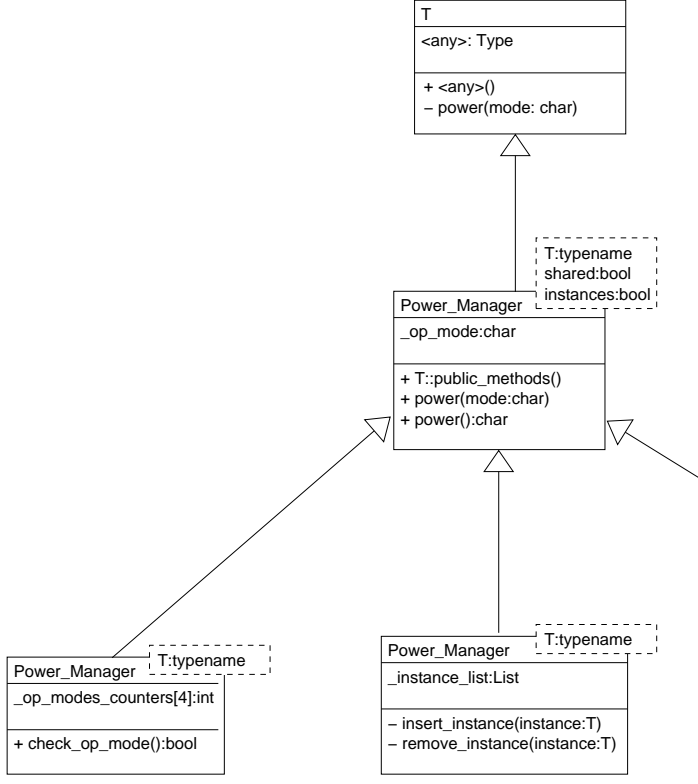 T
<any>: Type
+ <any>()
− power(mode: char)
T:typename
shared:bool
instances:bool
Power_Manager
_op_mode:char
+ T::public_methods()
+ power(mode:char)
+ power():char
T:typename
Power_Manager
_op_modes_counters[4]:int
+ check_op_mode():bool
T:typename
Power_Manager
_instance_list:List
− insert_instance(instance:T)
− remove_instance(instance:T)